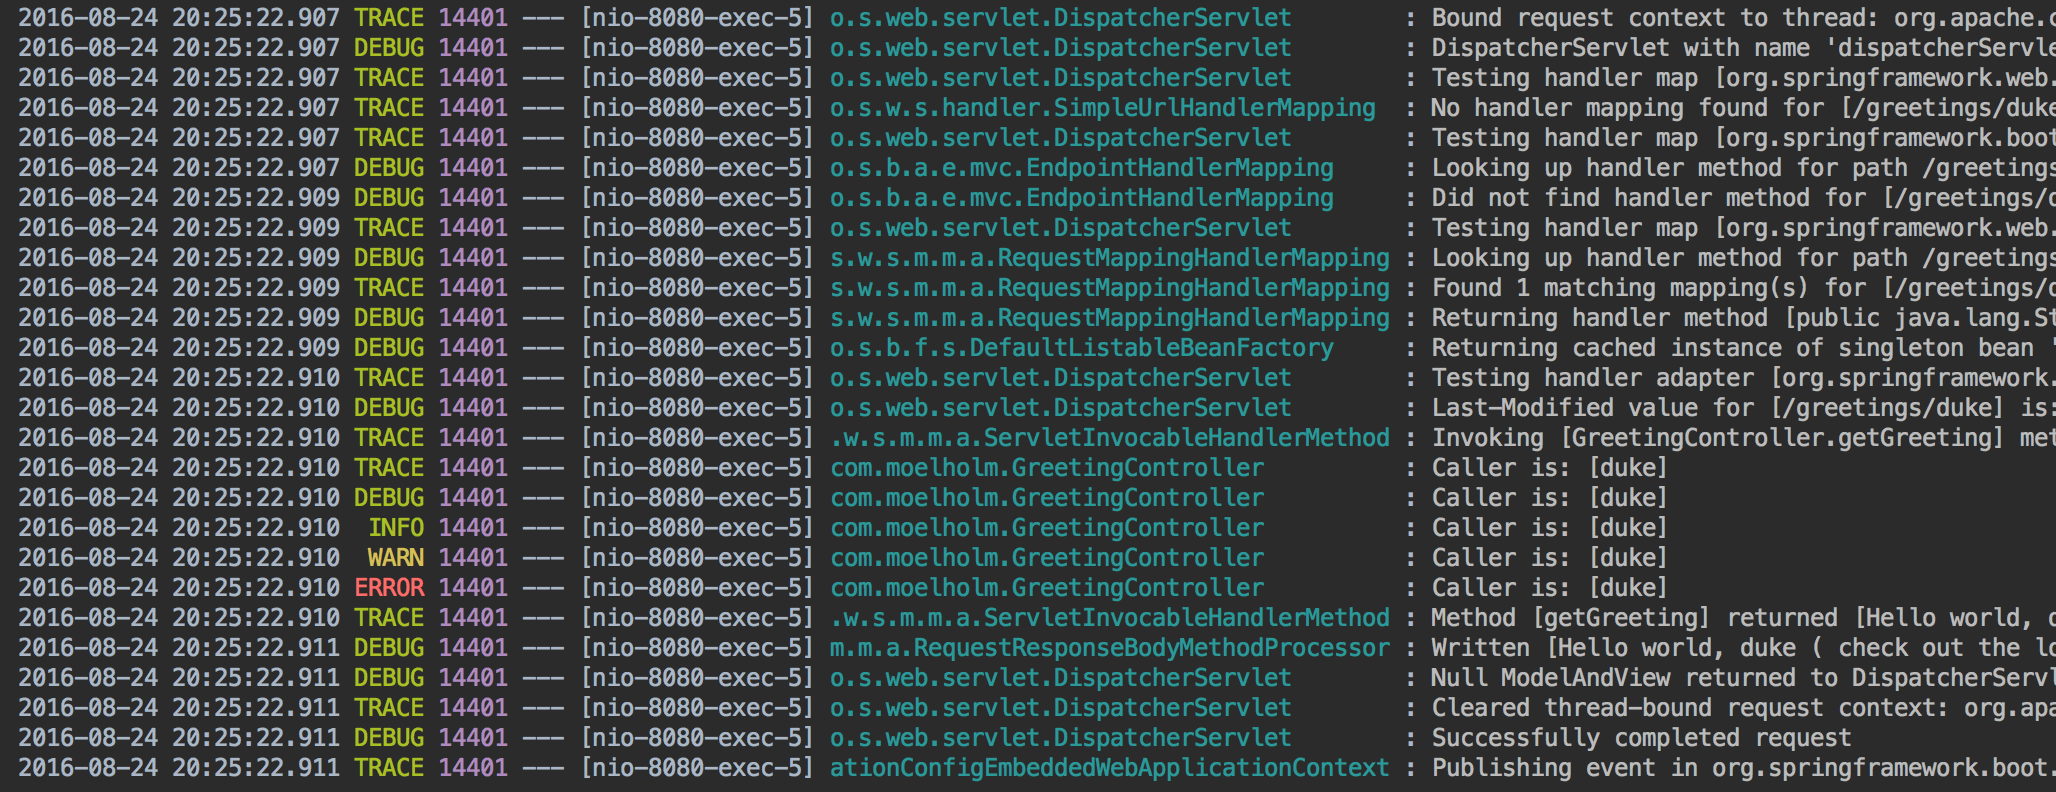 2016-08-24 20:25:22.907 TRACE 14401 --- [nio-8080-exec-5] o.s.web.servlet.DispatcherServlet : Bound request context to thread: org.apache.
2016-08-24 20:25:22.907 DEBUG 14401 --- [nio-8080-exec-5] o.s.web.servlet.DispatcherServlet : DispatcherServlet with name 'dispatcherServle
2016-08-24 20:25:22.907 TRACE 14401 --- [nio-8080-exec-5] o.s.web.servlet.DispatcherServlet : Testing handler map [org.springframework.web.
2016-08-24 20:25:22.907 TRACE 14401 --- [nio-8080-exec-5] o.s.w.s.handler.SimpleUrlHandlerMapping : No handler mapping found for [/greetings/duke
2016-08-24 20:25:22.907 TRACE 14401 --- [nio-8080-exec-5] o.s.web.servlet.DispatcherServlet : Testing handler map [org.springframework.boot
2016-08-24 20:25:22.907 DEBUG 14401 --- [nio-8080-exec-5] o.s.b.a.e.mvc.EndpointHandlerMapping : Looking up handler method for path /greetings
2016-08-24 20:25:22.909 DEBUG 14401 --- [nio-8080-exec-5] o.s.b.a.e.mvc.EndpointHandlerMapping : Did not find handler method for [/greetings/d
2016-08-24 20:25:22.909 TRACE 14401 --- [nio-8080-exec-5] o.s.web.servlet.DispatcherServlet : Testing handler map [org.springframework.web.
2016-08-24 20:25:22.909 DEBUG 14401 --- [nio-8080-exec-5] s.w.s.m.m.a.RequestMappingHandlerMapping : Looking up handler method for path /greetings
2016-08-24 20:25:22.909 TRACE 14401 --- [nio-8080-exec-5] s.w.s.m.m.a.RequestMappingHandlerMapping : Found 1 matching mapping(s) for [/greetings/d
2016-08-24 20:25:22.909 DEBUG 14401 --- [nio-8080-exec-5] s.w.s.m.m.a.RequestMappingHandlerMapping : Returning handler method [public java.lang.St
2016-08-24 20:25:22.909 DEBUG 14401 --- [nio-8080-exec-5] o.s.b.f.s.DefaultListableBeanFactory : Returning cached instance of singleton bean '
2016-08-24 20:25:22.910 TRACE 14401 --- [nio-8080-exec-5] o.s.web.servlet.DispatcherServlet : Testing handler adapter [org.springframework.
2016-08-24 20:25:22.910 DEBUG 14401 --- [nio-8080-exec-5] o.s.web.servlet.DispatcherServlet : Last-Modified value for [/greetings/duke] is:
2016-08-24 20:25:22.910 TRACE 14401 --- [nio-8080-exec-5] .w.s.m.m.a.ServletInvocableHandlerMethod : Invoking [GreetingController.getGreeting] met
2016-08-24 20:25:22.910 TRACE 14401 --- [nio-8080-exec-5] com.moelholm.GreetingController : Caller is: [duke]
2016-08-24 20:25:22.910 DEBUG 14401 --- [nio-8080-exec-5] com.moelholm.GreetingController : Caller is: [duke]
2016-08-24 20:25:22.910 INFO 14401 --- [nio-8080-exec-5] com.moelholm.GreetingController : Caller is: [duke]
2016-08-24 20:25:22.910 WARN 14401 --- [nio-8080-exec-5] com.moelholm.GreetingController : Caller is: [duke]
2016-08-24 20:25:22.910 ERROR 14401 --- [nio-8080-exec-5] com.moelholm.GreetingController : Caller is: [duke]
2016-08-24 20:25:22.910 TRACE 14401 --- [nio-8080-exec-5] .w.s.m.m.a.ServletInvocableHandlerMethod : Method [getGreeting] returned [Hello world, d
2016-08-24 20:25:22.911 DEBUG 14401 --- [nio-8080-exec-5] m.m.a.RequestResponseBodyMethodProcessor : Written [Hello world, duke ( check out the lo
2016-08-24 20:25:22.911 DEBUG 14401 --- [nio-8080-exec-5] o.s.web.servlet.DispatcherServlet : Null ModelAndView returned to DispatcherServl
2016-08-24 20:25:22.911 TRACE 14401 --- [nio-8080-exec-5] o.s.web.servlet.DispatcherServlet : Cleared thread-bound request context: org.apa
2016-08-24 20:25:22.911 DEBUG 14401 --- [nio-8080-exec-5] o.s.web.servlet.DispatcherServlet : Successfully completed request
2016-08-24 20:25:22.911 TRACE 14401 --- [nio-8080-exec-5] ationConfigEmbeddedWebApplicationContext : Publishing event in org.springframework.boot.